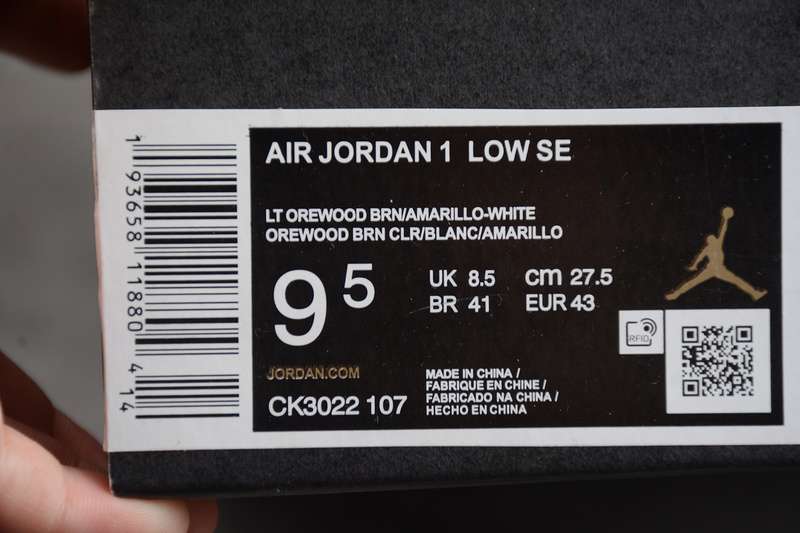 AIR JORDAN 1 LOW SE
LT OREWOOD BRN/AMARILLO-WHITE
OREWOOD BRN CLR/BLANC/AMARILLO
9 5
UK 8.5 cm 27.5
BR 41 EUR 43
RFID
JORDAN.COM
CK3022 107
MADE IN CHINA /
FABRIQUE EN CHINE /
FABRICADO NA CHINA /
HECHO EN CHINA
1 93658 11880 4 14